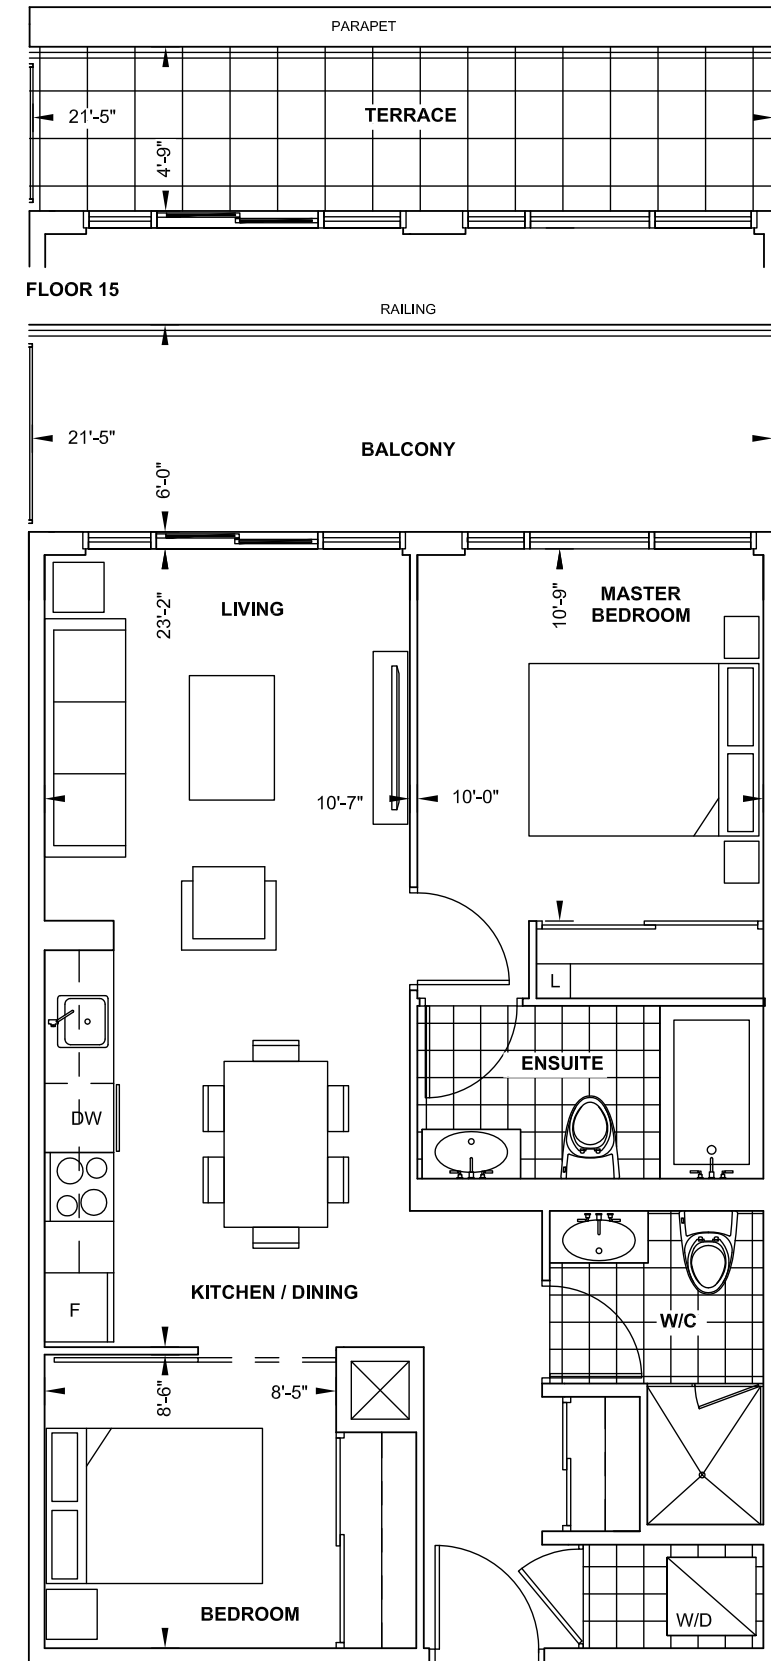 PARAPET
21'-5"
TERRACE
4'-9"
FLOOR 15
RAILING
21'-5"
BALCONY
6'-0"
23'-2"
LIVING
10'-9"
MASTER
BEDROOM
10'-7"
10'-0"
L
ENSUITE
DW
KITCHEN / DINING
F
W/C
8'-6"
8'-5"
BEDROOM
W/D